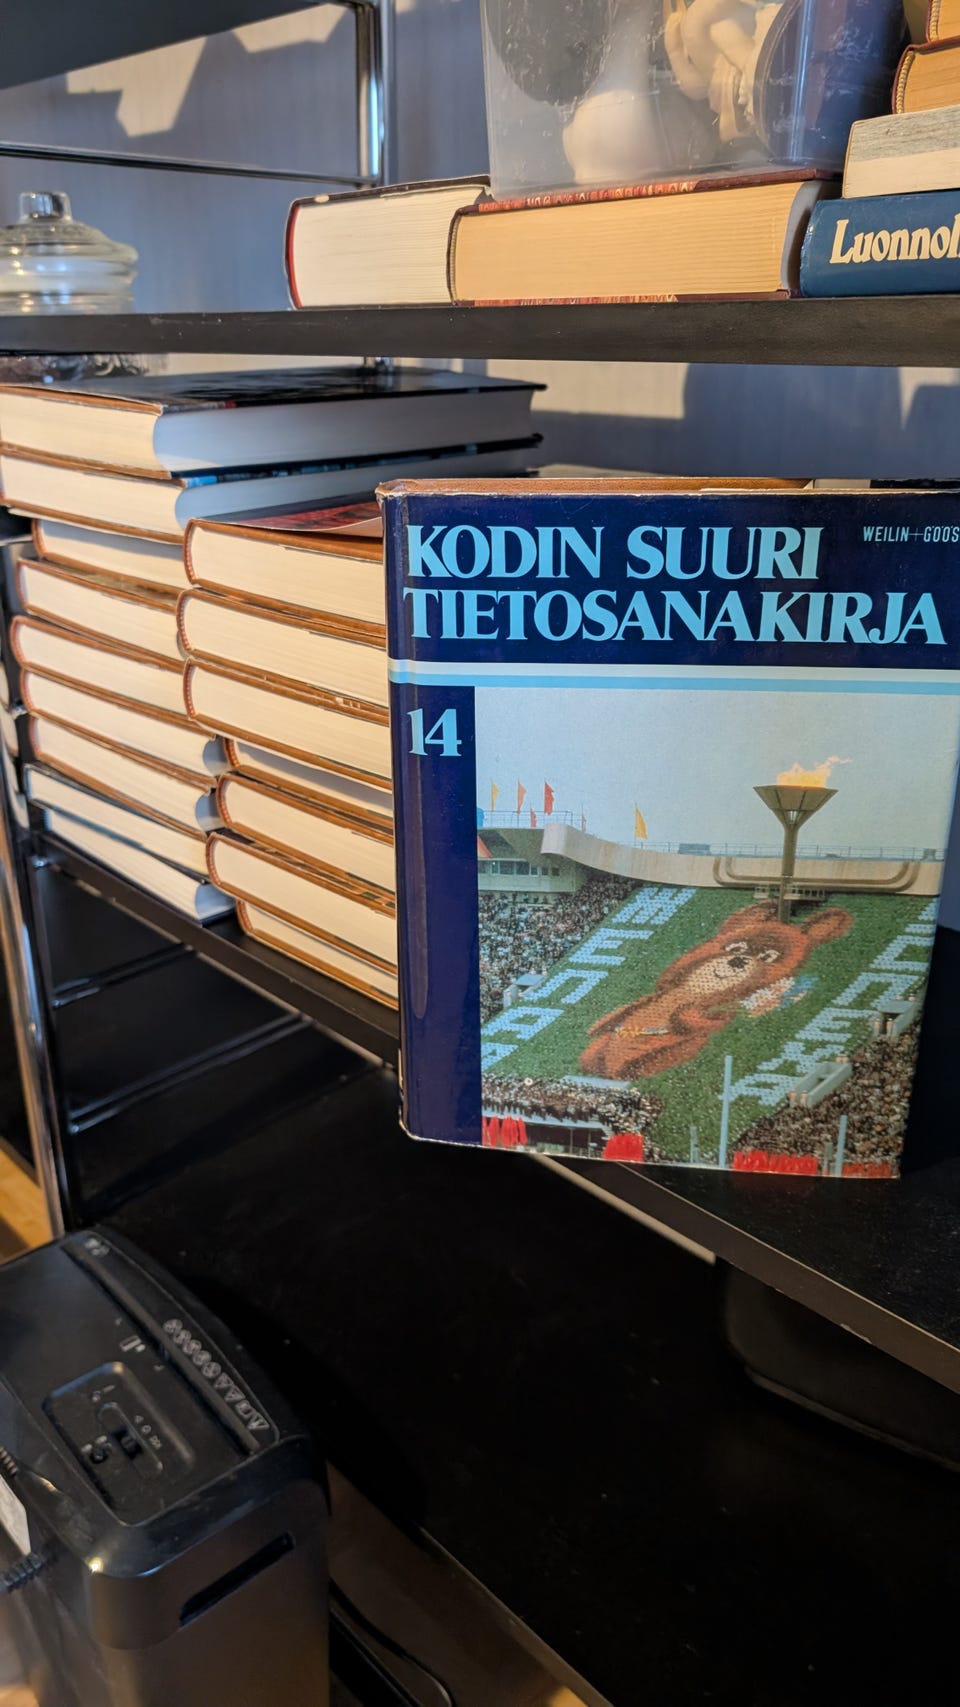 Luonnol
KODIN SUURI
WEILIN+GÖÖS
TIETOSANAKIRJA
14